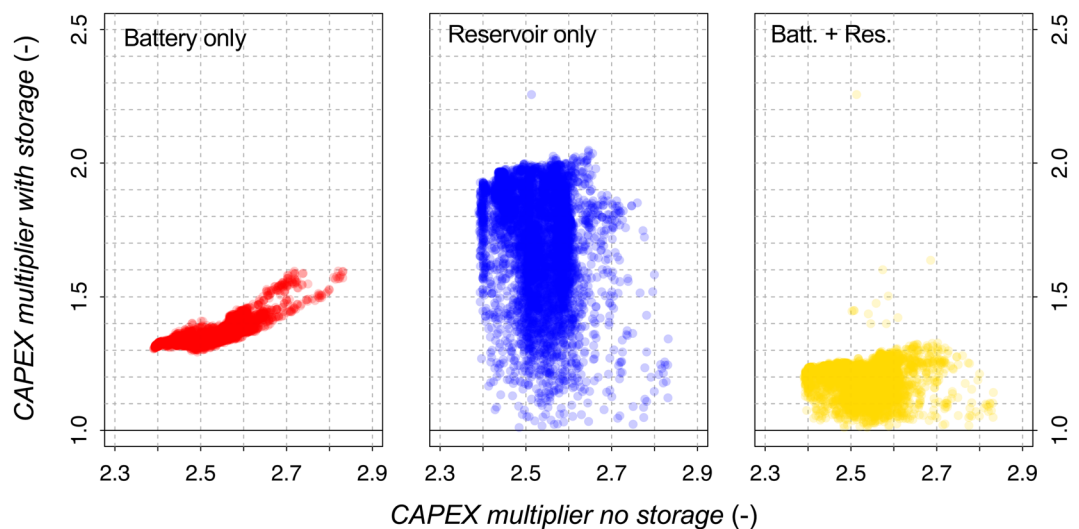 CAPEX multiplier with storage (-)
2.5
2.0
1.5
1.0
Battery only
Reservoir only
Batt. + Res.
2.5
2.0
1.5
1.0
2.3 2.5 2.7 2.9
2.3 2.5 2.7 2.9
2.3 2.5 2.7 2.9
CAPEX multiplier no storage (-)